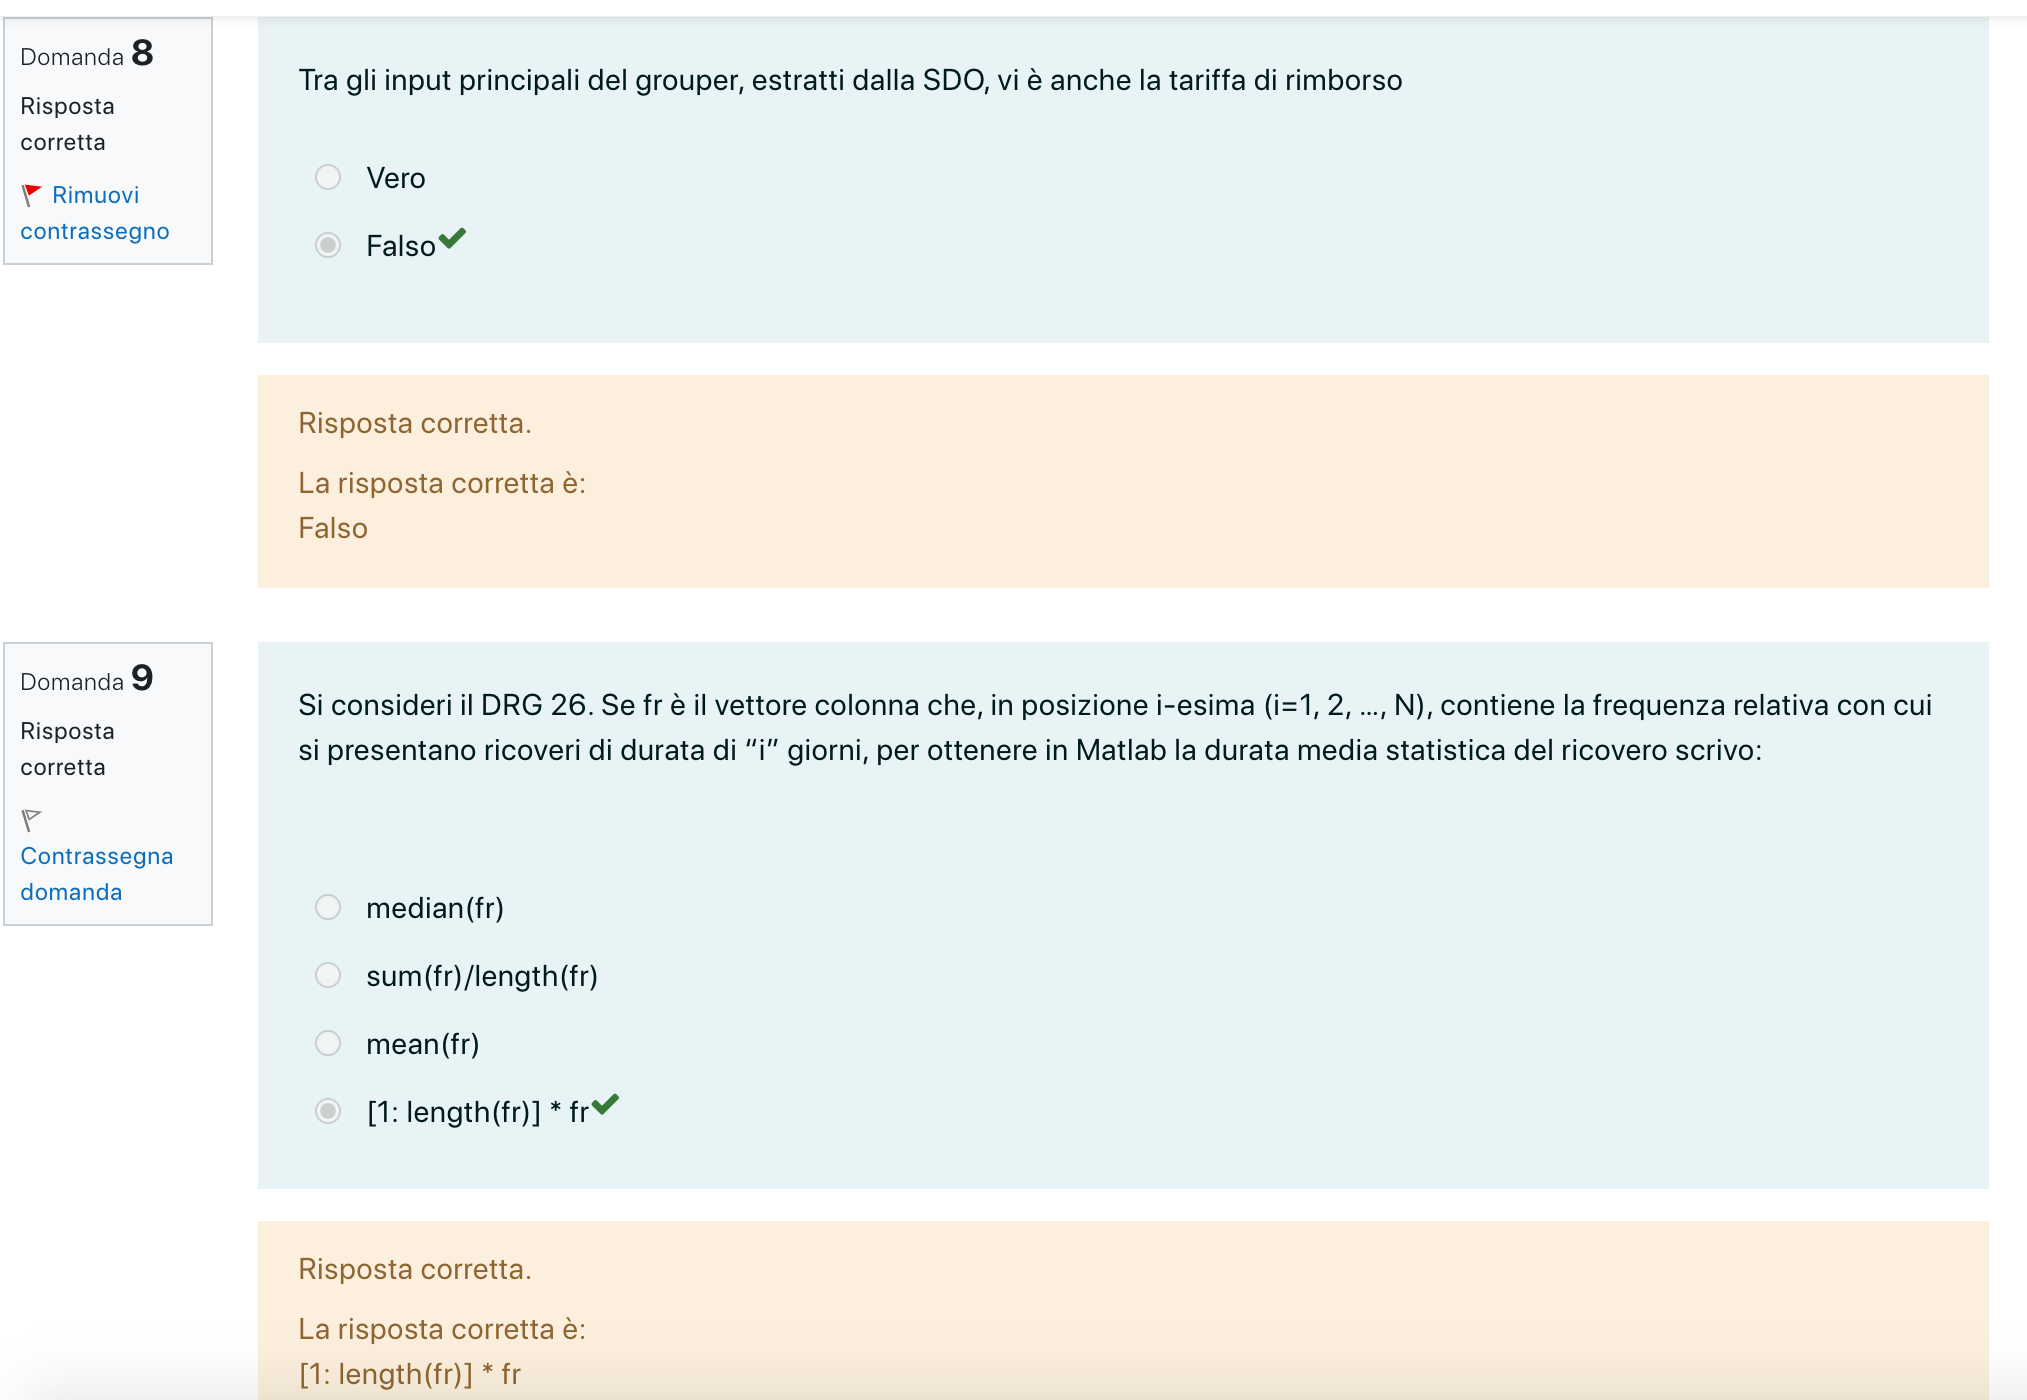 Domanda 8
Risposta
corretta
Rimuovi
contrassegno
Tra gli input principali del grouper, estratti dalla SDO, vi è anche la tariffa di rimborso
Vero
Falso
Risposta corretta.
La risposta corretta è:
Falso
Domanda 9
Risposta
corretta
Contrassegna
domanda
Si consideri il DRG 26. Se fr è il vettore colonna che, in posizione i-esima (i=1, 2, ..., N), contiene la frequenza relativa con cui
si presentano ricoveri di durata di “i” giorni, per ottenere in Matlab la durata media statistica del ricovero scrivo:
median(fr)
sum(fr)/length(fr)
mean(fr)
[1: length(fr)] * fr
Risposta corretta.
La risposta corretta è:
[1: length(fr)] * fr